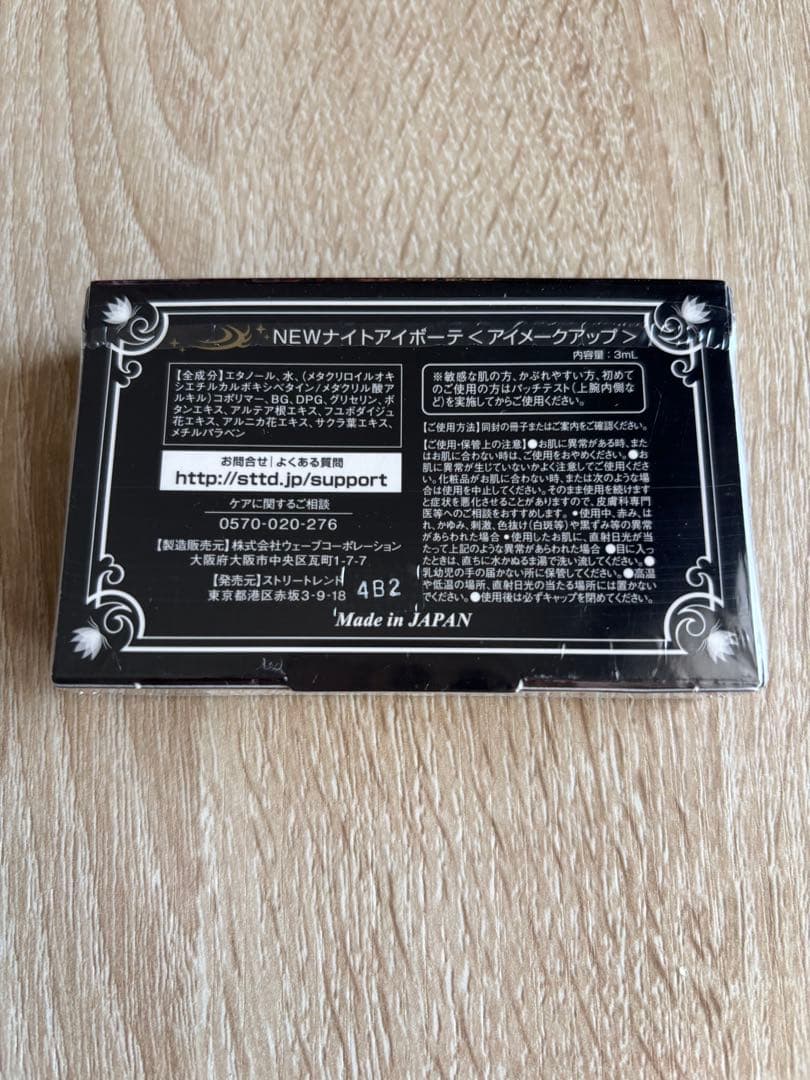 NEWナイトアイボーテ<アイメークアップ>
内容量:3mL
【全成分】エタノール、水、(メタクリロイルオキ
シエチルカルボキシベタイン/メタクリル酸ア
ルキル)コポリマー、BG、DPG、グリセリン、ボ
タンエキス、アルテア根エキス、フユボダイジュ
花エキス、アルニカ花エキス、サクラ葉エキス、
メチルパラベン
お問合せ|よくある質問
http://sttd.jp/support
ケアに関するご相談
0570-020-276
【製造販売元】株式会社ウェーブコーポレーション
大阪府大阪市中央区瓦町1-7-7
【発売元】ストリートレンド
東京都港区赤坂3-9-18
4B2
※敏感な肌の方、かぶれやすい方、初めて
のご使用の方はパッチテスト(上腕内側な
ど)を実施してからご使用ください。
【ご使用方法】同封の冊子またはご案内をご確認ください。
【ご使用・保管上の注意】●お肌に異常がある時、また
はお肌に合わない時は、ご使用をおやめください。●お
肌に異常が生じていないかよく注意してご使用くださ
い。化粧品がお肌に合わない時、または次のような場
合は使用を中止してください。そのまま使用を続けます
と症状を悪化させることがありますので、皮膚科専門
医等へのご相談をおすすめします。•使用中、赤み、は
れ、かゆみ、刺激、色抜け(白斑等)や黒ずみ等の異常
があらわれた場合 •使用したお肌に、直射日光が当
たって上記のような異常があらわれた場合 ●目に入っ
たときは、直ちに水かぬるま湯で洗い流してください。●
乳幼児の手の届かない所に保管してください。●高温
や低温の場所、直射日光の当たる場所には置かない
でください。●使用後は必ずキャップを閉めてください。
Made in JAPAN